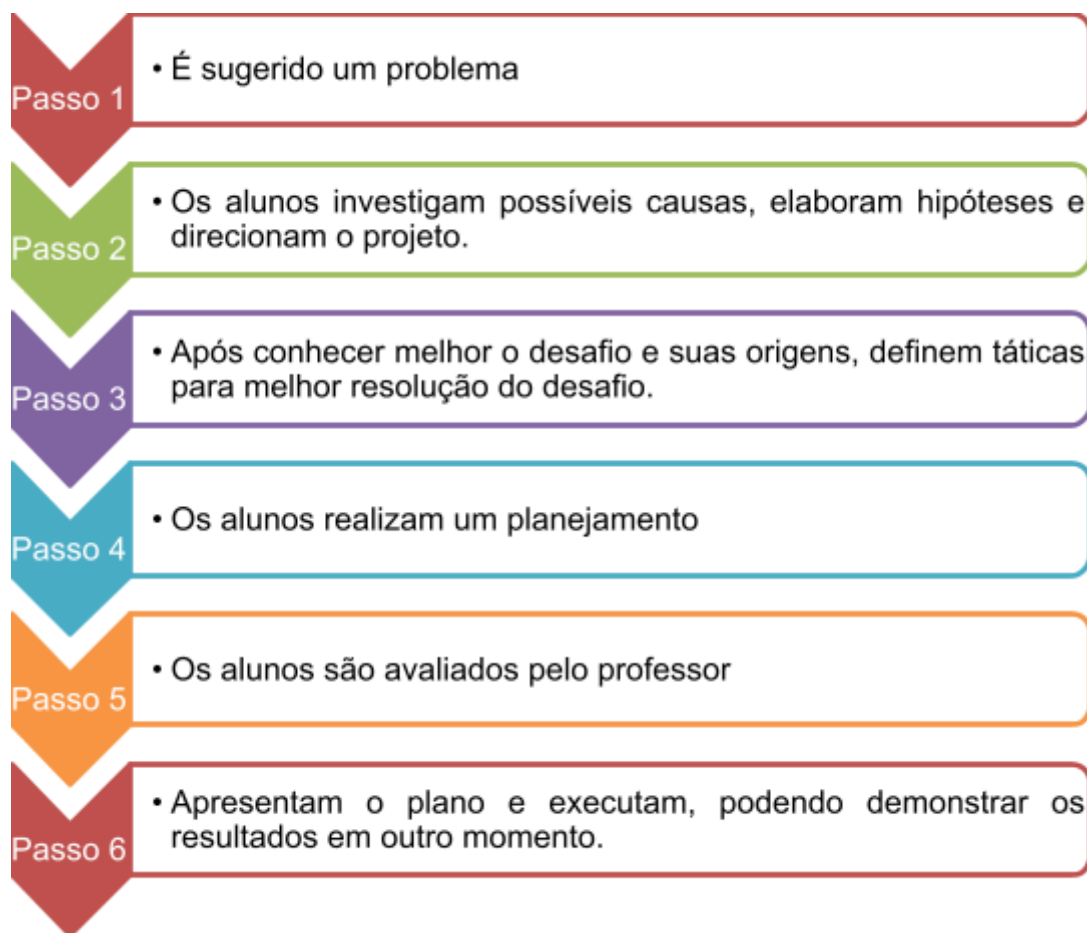 Passo 1
• É sugerido um problema
Passo 2
• Os alunos investigam possíveis causas, elaboram hipóteses e
direcionam o projeto.
Passo 3
• Após conhecer melhor o desafio e suas origens, definem táticas
para melhor resolução do desafio.
Passo 4
• Os alunos realizam um planejamento
Passo 5
• Os alunos são avaliados pelo professor
Passo 6
• Apresentam o plano e executam, podendo demonstrar os
resultados em outro momento.